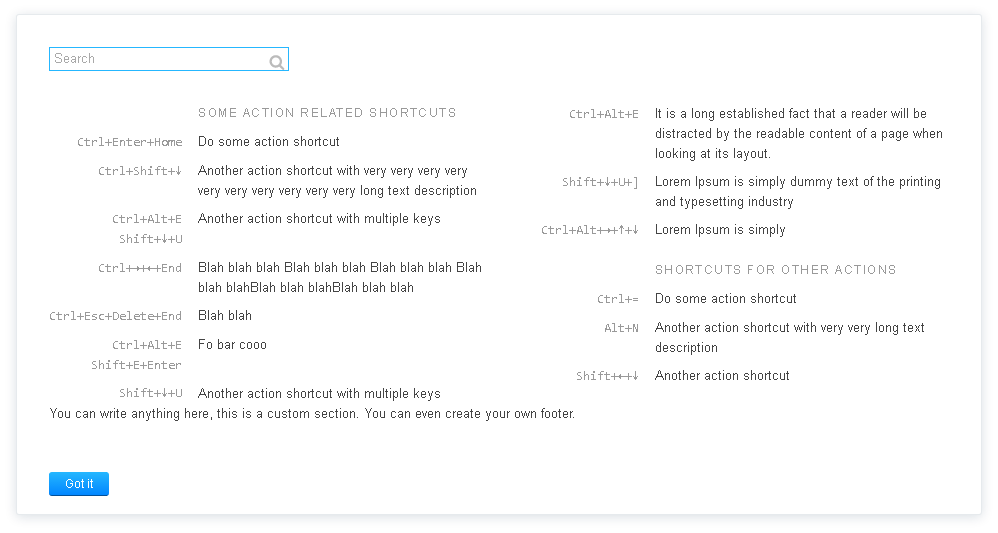 Search
SOME ACTION RELATED SHORTCUTS
Ctrl+Enter+Home Do some action shortcut
Ctrl+Shift+↓ Another action shortcut with very very very very
very very very very very very long text description
Ctrl+Alt+E Another action shortcut with multiple keys
Shift+↓+U
Ctrl+→+←+End Blah blah blah Blah blah blah Blah blah blah Blah
blah blahBlah blah blahBlah blah blah
Ctrl+Esc+Delete+End Blah blah
Ctrl+Alt+E Fo bar cooo
Shift+E+Enter
Shift+↓+U Another action shortcut with multiple keys
Ctrl+Alt+E It is a long established fact that a reader will be
distracted by the readable content of a page when
looking at its layout.
Shift+↓+U+] Lorem Ipsum is simply dummy text of the printing
and typesetting industry
Ctrl+Alt+→+↑+↓ Lorem Ipsum is simply
SHORTCUTS FOR OTHER ACTIONS
Ctrl+= Do some action shortcut
Alt+N Another action shortcut with very very long text
description
Shift+←+↓ Another action shortcut
You can write anything here, this is a custom section. You can even create your own footer.
Got it